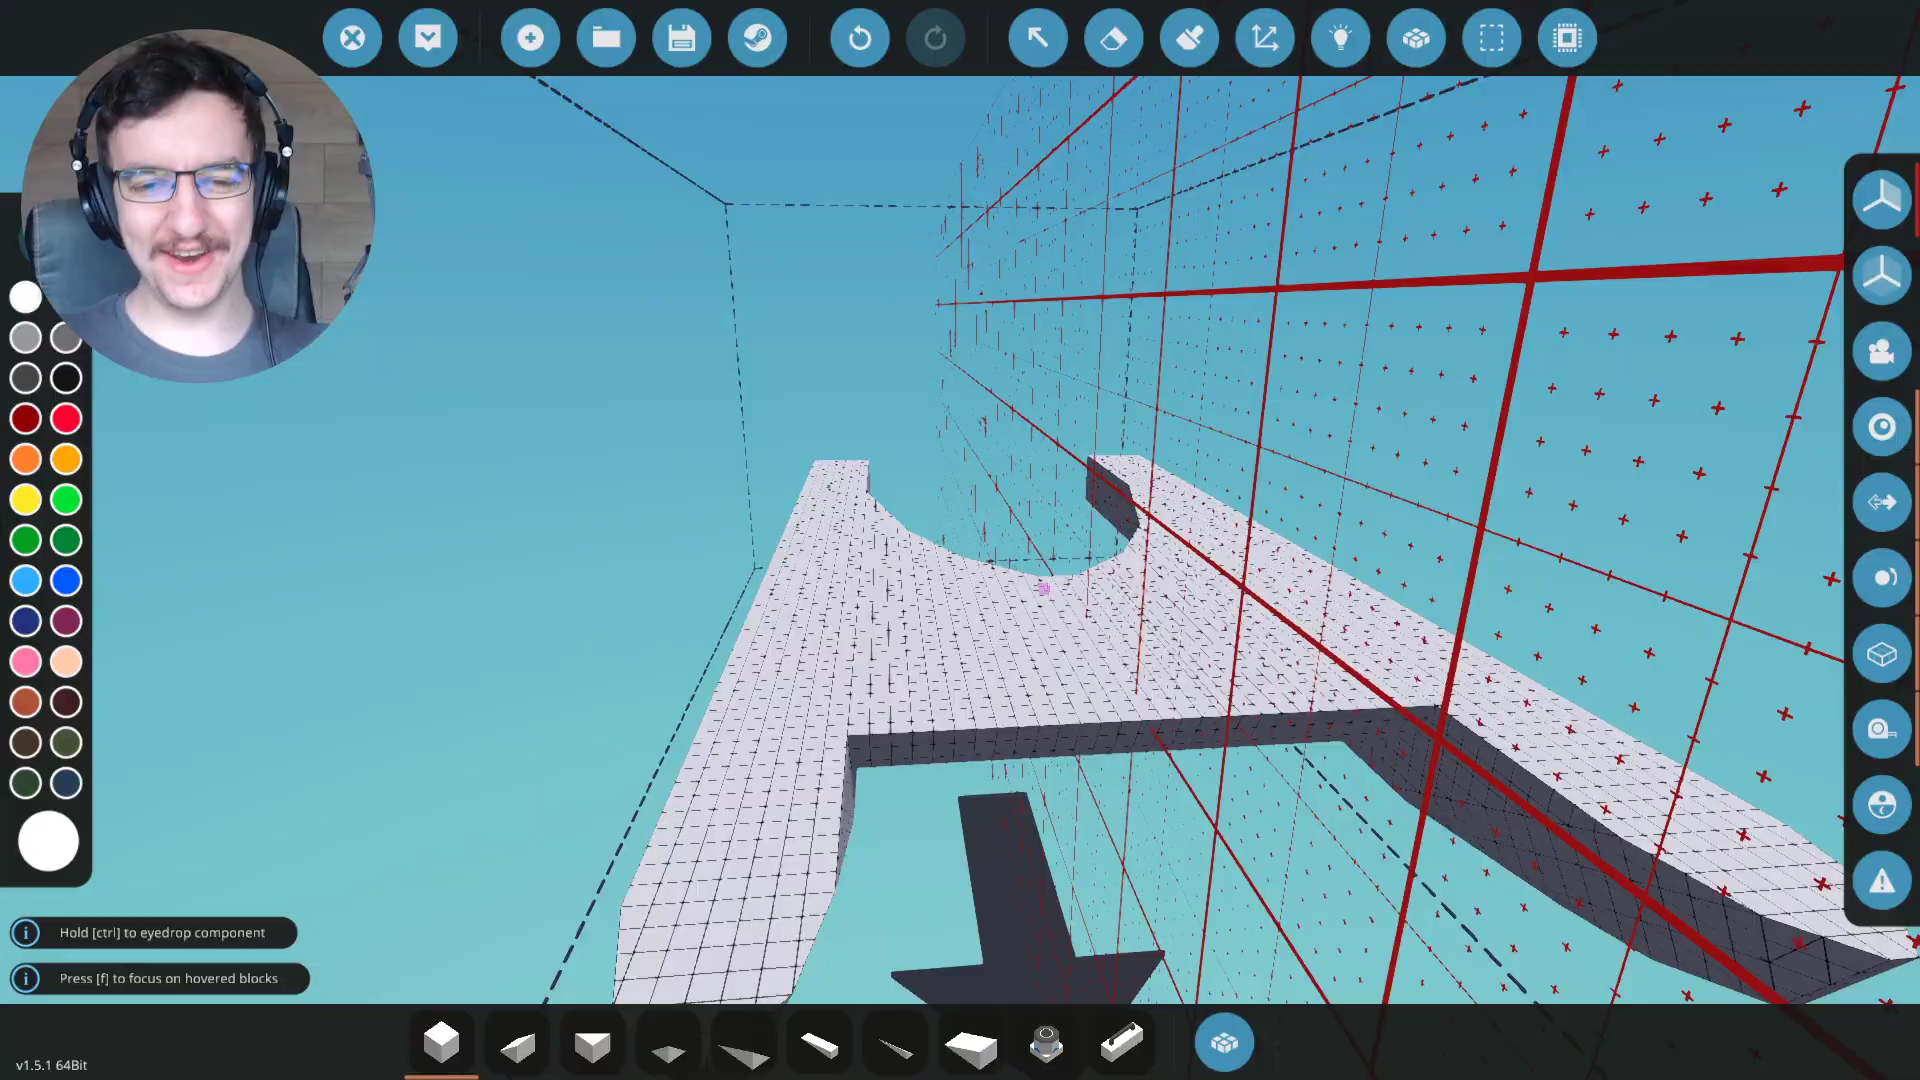 Hold [ctrl] to eyedrop component
Press [f] to focus on hovered blocks
v1.5.1 64Bit